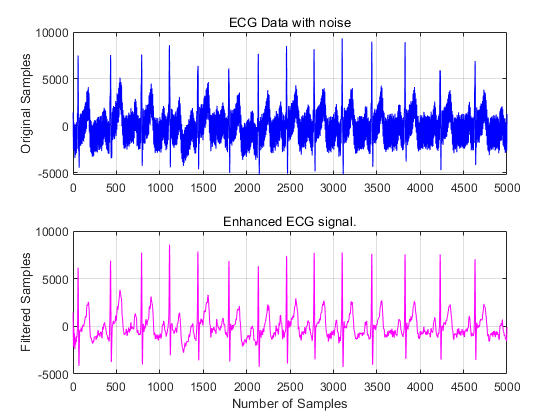 ECG Data with noise
Original Samples
10000
5000
0
-5000
0 500 1000 1500 2000 2500 3000 3500 4000 4500 5000
Enhanced ECG signal.
Filtered Samples
10000
5000
0
-5000
0 500 1000 1500 2000 2500 3000 3500 4000 4500 5000
Number of Samples